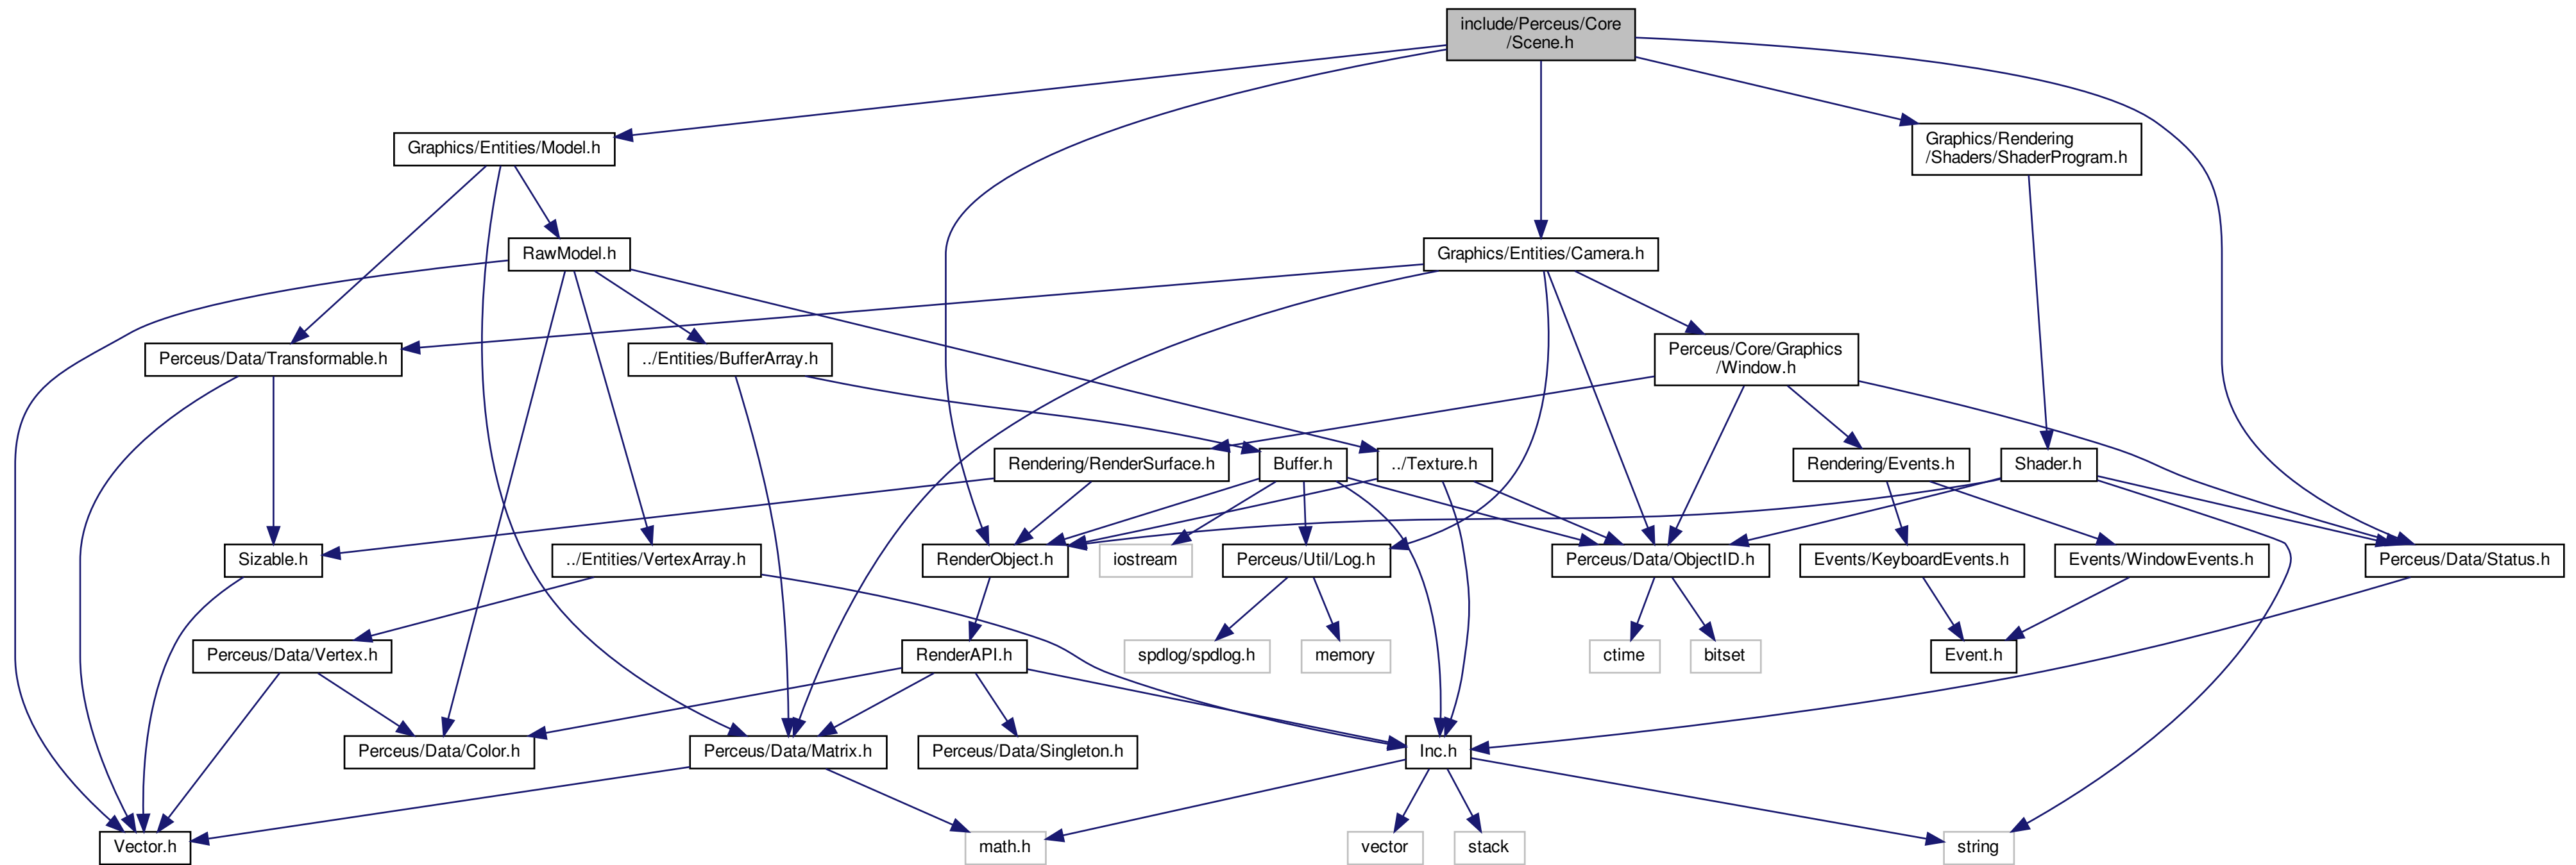 include/Perceus/Core
/Scene.h
Graphics/Entities/Model.h
Graphics/Rendering
/Shaders/ShaderProgram.h
RawModel.h
Graphics/Entities/Camera.h
Perceus/Data/Transformable.h
../Entities/BufferArray.h
Perceus/Core/Graphics
/Window.h
Rendering/RenderSurface.h
Buffer.h
../Texture.h
Rendering/Events.h
Shader.h
Sizable.h
../Entities/VertexArray.h
RenderObject.h
iostream
Perceus/Util/Log.h
Perceus/Data/ObjectID.h
Events/KeyboardEvents.h
Events/WindowEvents.h
Perceus/Data/Status.h
Perceus/Data/Vertex.h
RenderAPI.h
spdlog/spdlog.h
memory
ctime
bitset
Event.h
Perceus/Data/Color.h
Perceus/Data/Matrix.h
Perceus/Data/Singleton.h
Inc.h
Vector.h
math.h
vector
stack
string